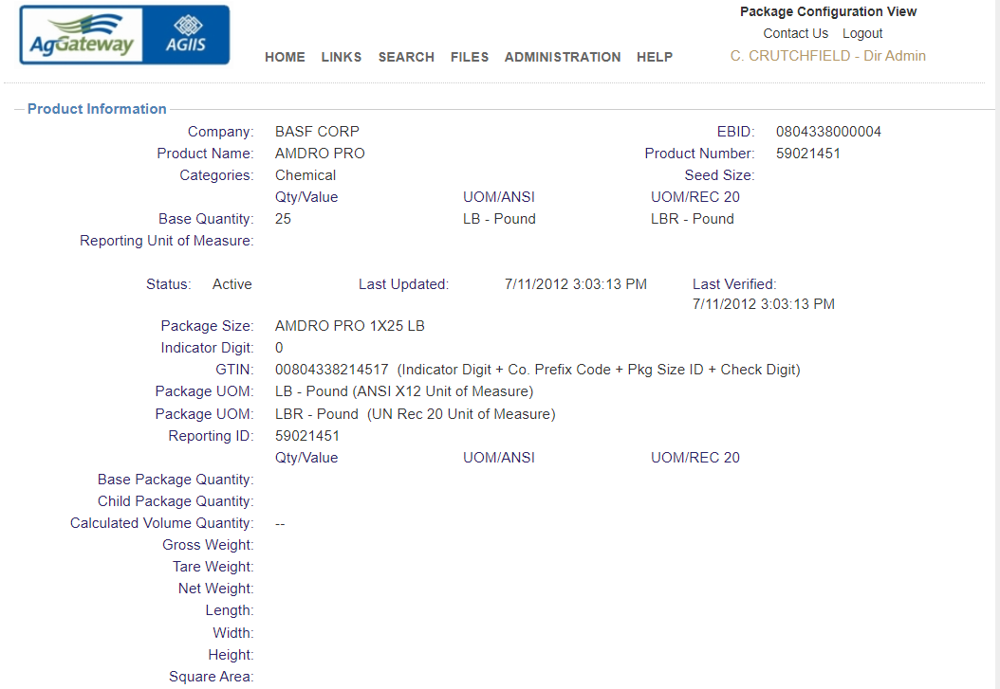 AgGateway AGIIS
Package Configuration View
Contact Us Logout
HOME LINKS SEARCH FILES ADMINISTRATION HELP
C. CRUTCHFIELD - Dir Admin
Product Information
Company: BASF CORP EBID: 0804338000004
Product Name: AMDRO PRO Product Number: 59021451
Categories: Chemical Seed Size:
Qty/Value UOM/ANSI UOM/REC 20
Base Quantity: 25 LB - Pound LBR - Pound
Reporting Unit of Measure:
Status: Active Last Updated: 7/11/2012 3:03:13 PM Last Verified:
7/11/2012 3:03:13 PM
Package Size: AMDRO PRO 1X25 LB
Indicator Digit: 0
GTIN: 00804338214517 (Indicator Digit + Co. Prefix Code + Pkg Size ID + Check Digit)
Package UOM: LB - Pound (ANSI X12 Unit of Measure)
Package UOM: LBR - Pound (UN Rec 20 Unit of Measure)
Reporting ID: 59021451
Qty/Value UOM/ANSI UOM/REC 20
Base Package Quantity:
Child Package Quantity:
Calculated Volume Quantity: --
Gross Weight:
Tare Weight:
Net Weight:
Length:
Width:
Height:
Square Area: